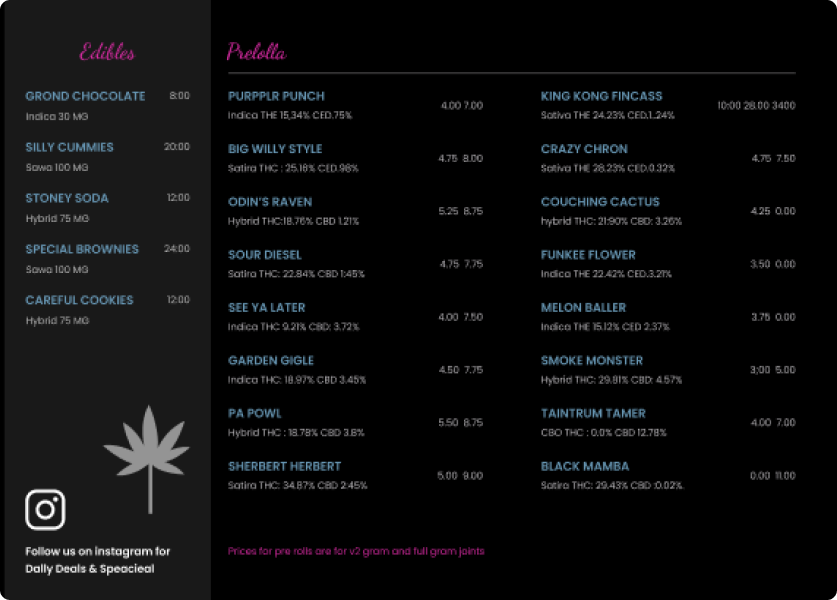 Edibles
GROND CHOCOLATE 8:00
Indica 30 MG
SILLY CUMMIES 20:00
Sawa 100 MG
STONEY SODA 12:00
Hybrid 75 MG
SPECIAL BROWNIES 24:00
Sawa 100 MG
CAREFUL COOKIES 12:00
Hybrid 75 MG
Follow us on instagram for
Dally Deals & Speacieal
Prelolla
PURPPLR PUNCH 4.00 7.00
Indica THE 15,34% CED.75%
BIG WILLY STYLE 4.75 8.00
Satira THC : 25.18% CED.98%
ODIN'S RAVEN 5:25 8.75
Hybrid THC:18.76% CBD 1.21%
SOUR DIESEL 4.75 7.75
Satira THC: 22.84% CBD 1:45%
SEE YA LATER 4.00 7.50
Indica THC 9.21% CBD: 3.72%
GARDEN GIGLE 4.50 7.75
Indica THC: 18.97% CBD 3.45%
PA POWL 5.50 8.75
Hybrid THC : 18.78% CBD 3.8%
SHERBERT HERBERT 5:00 9.00
Satira THC: 34.87% CBD 2:45%
KING KONG FINCASS 10:00 28.00 3400
Sativa THE 24.23% CED.1..24%
CRAZY CHRON 4.75 7.50
Sativa THE 28.23% CED.0.32%
COUCHING CACTUS 4.25 0.00
hybrid THC: 21:90% CBD: 3.26%
FUNKEE FLOWER 3.50 0.00
Indica THE 22.42% CED.3.21%
MELON BALLER 3.75 0.00
Indica THE 15.12% CED 2.37%
SMOKE MONSTER 3;00 5.00
Hybrid THC: 29.81% CBD: 4.57%
TAINTRUM TAMER 4.00 7.00
CBO THC : 0.0% CBD 12.78%
BLACK MAMBA 0.00 11.00
Satira THC: 29.43% CBD :0.02%.
Prices for pre rolls are for v2 gram and full gram joints